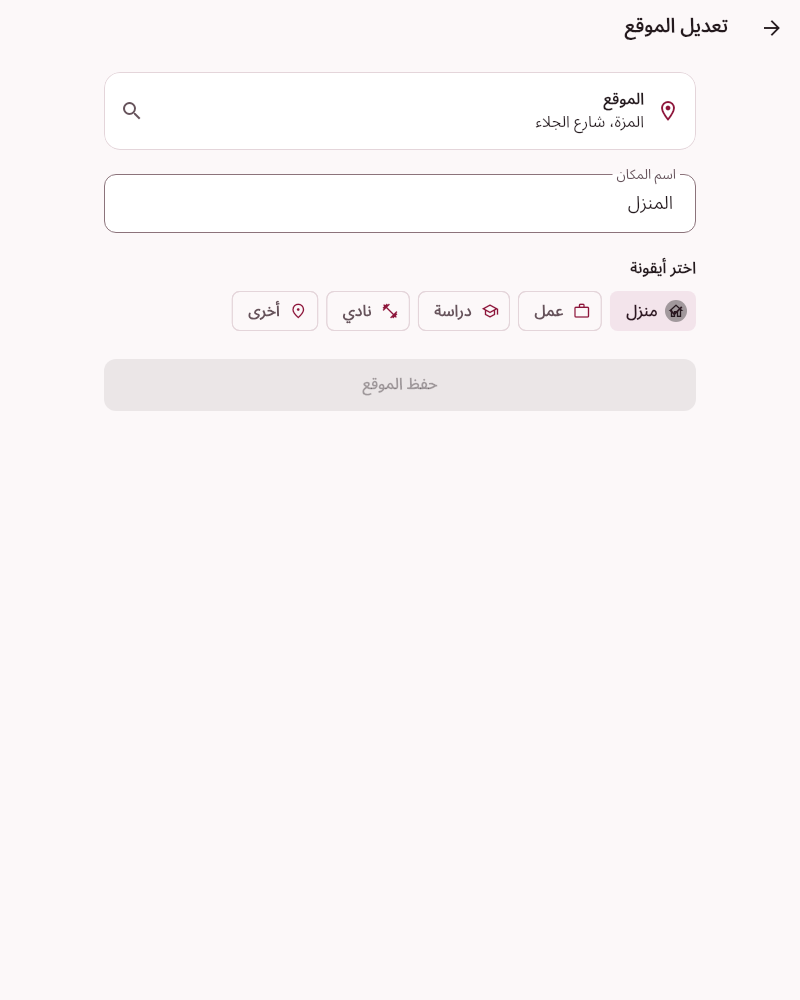 تعديل الموقع
الموقع
المزة، شارع الجلاء
اسم المكان
المنزل
اختر أيقونة
منزل
عمل
دراسة
نادي
أخرى
حفظ الموقع